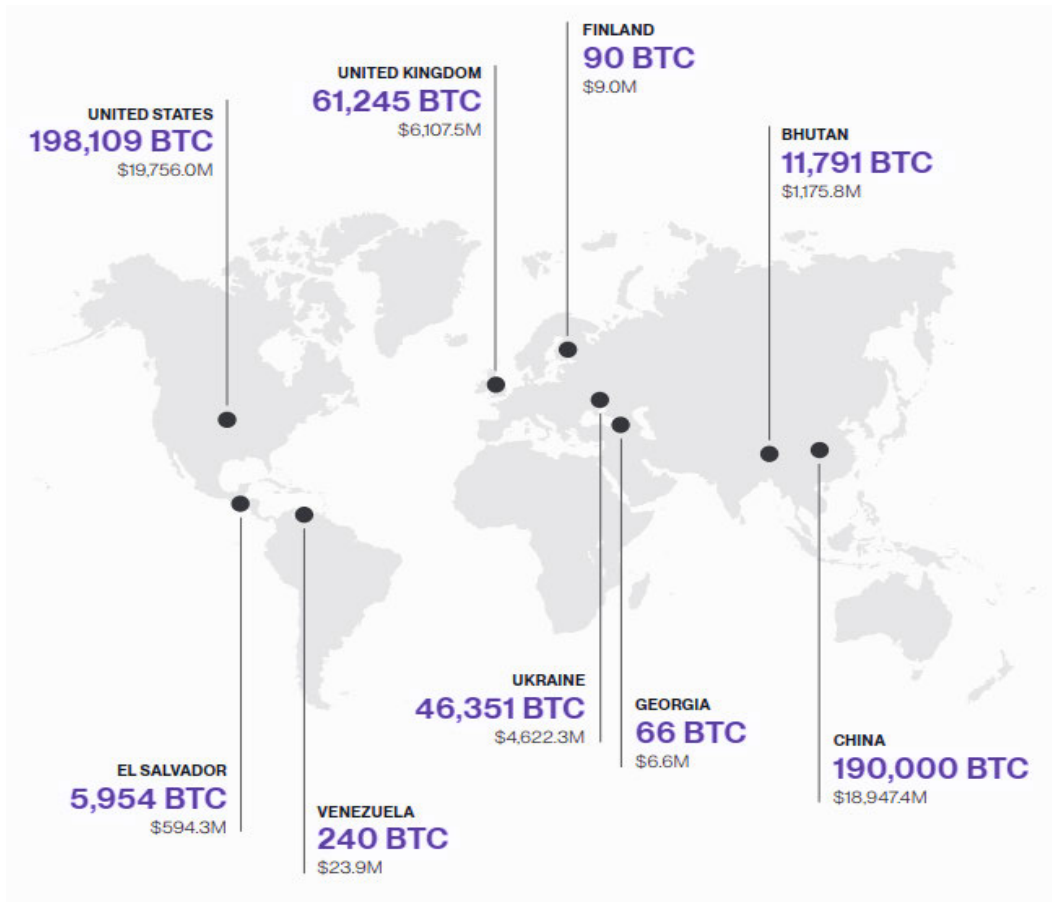 FINLAND
90 BTC
$9.0M
UNITED KINGDOM
61,245 BTC
$6,107.5M
UNITED STATES
198,109 BTC
$19,756.0M
BHUTAN
11,791 BTC
$1,175.8M
UKRAINE
46,351 BTC
$4,622.3M
GEORGIA
66 BTC
$6.6M
CHINA
190,000 BTC
$18,947.4M
EL SALVADOR
5,954 BTC
$594.3M
VENEZUELA
240 BTC
$23.9M